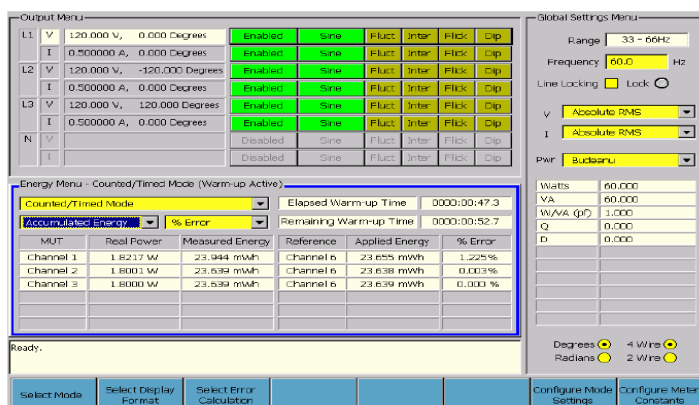 Output Menu
L1 V 120.000 V, 0.000 Degrees Enabled Sine Fluct Inter Flick Dip
I 0.500000 A, 0.000 Degrees Enabled Sine Fluct Inter Flick Dip
L2 V 120.000 V, -120.000 Degrees Enabled Sine Fluct Inter Flick Dip
I 0.500000 A, 0.000 Degrees Enabled Sine Fluct Inter Flick Dip
L3 V 120.000 V, 120.000 Degrees Enabled Sine Fluct Inter Flick Dip
I 0.500000 A, 0.000 Degrees Enabled Sine Fluct Inter Flick Dip
N V Disabled Sine Fluct Inter Flick Dip
I Disabled Sine Fluct Inter Flick Dip
Energy Menu - Counted/Timed Mode (Warm-up Active)
Counted/Timed Mode Elapsed Warm-up Time 0000:00:47.3
Accumulated Energy % Error Remaining Warm-up Time 0000:00:52.7
MUT Real Power Measured Energy Reference Applied Energy % Error
Channel 1 1.8217 W 23.944 mWh Channel 6 23.655 mWh 1.225%
Channel 2 1.8001 W 23.639 mWh Channel 6 23.638 mWh 0.003%
Channel 3 1.8000 W 23.639 mWh Channel 6 23.639 mWh 0.000 %
Ready.
Global Settings Menu
Range 33 - 66Hz
Frequency 60.0 Hz
Line Locking Lock
V Absolute RMS
I Absolute RMS
Pwr Budeanu
Watts 60.000
VA 60.000
W/VA (pf) 1.000
Q 0.000
D 0.000
Degrees 4 Wire
Radians 2 Wire
Select Mode
Select Display Format
Select Error Calculation
Configure Mode Settings
Configure Meter Constants